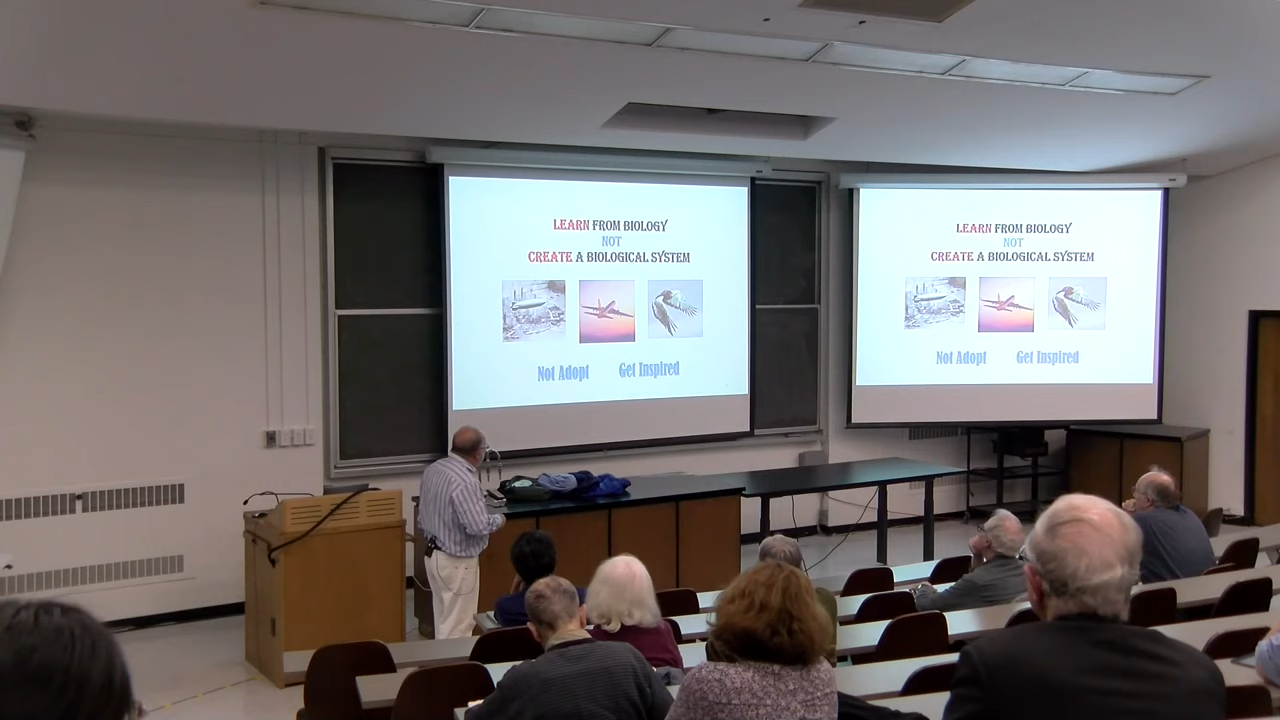 LEARN FROM BIOLOGY
NOT
CREATE A BIOLOGICAL SYSTEM
Not Adopt Get Inspired
LEARN FROM BIOLOGY
NOT
CREATE A BIOLOGICAL SYSTEM
Not Adopt Get Inspired